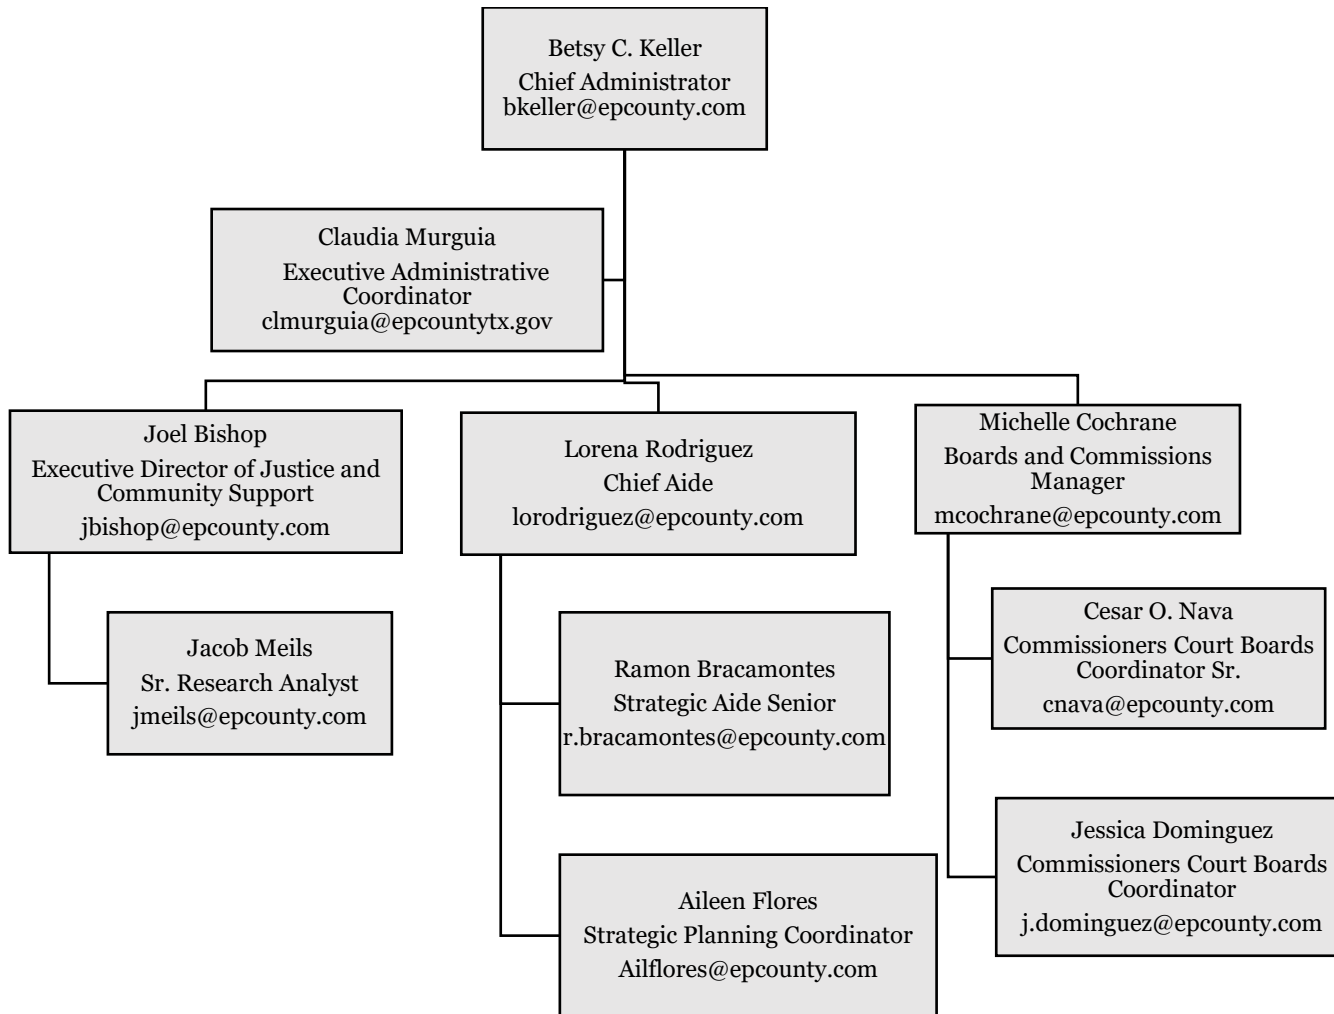 Betsy C. Keller
Chief Administrator
bkeller@epcounty.com
Claudia Murguia
Executive Administrative
Coordinator
clmurguia@epcountytx.gov
Joel Bishop
Executive Director of Justice and
Community Support
jbishop@epcounty.com
Lorena Rodriguez
Chief Aide
lorodriguez@epcounty.com
Michelle Cochrane
Boards and Commissions
Manager
mcochrane@epcounty.com
Jacob Meils
Sr. Research Analyst
jmeils@epcounty.com
Ramon Bracamontes
Strategic Aide Senior
r.bracamontes@epcounty.com
Cesar O. Nava
Commissioners Court Boards
Coordinator Sr.
cnava@epcounty.com
Aileen Flores
Strategic Planning Coordinator
Ailflores@epcounty.com
Jessica Dominguez
Commissioners Court Boards
Coordinator
j.dominguez@epcounty.com